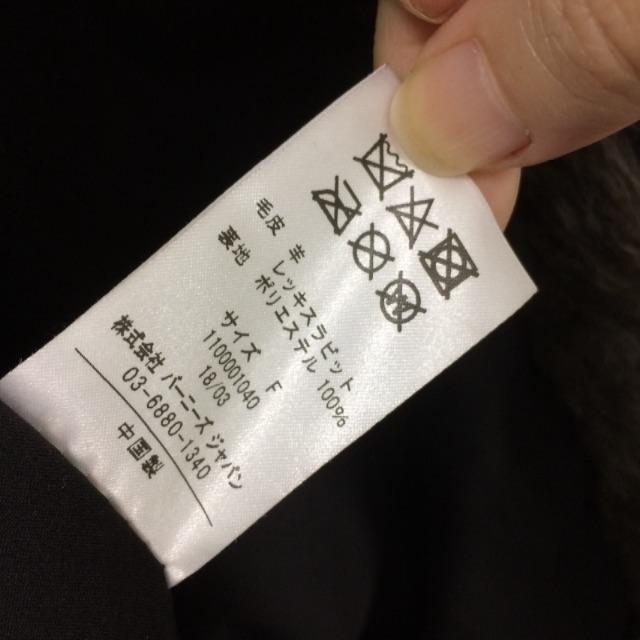 毛皮 キ レッキスラビット
裏地 ポリエステル 100%
サイズ F
1100001040
18/03
株式会社 バーニーズ ジャパン
03-6880-1340
中国製